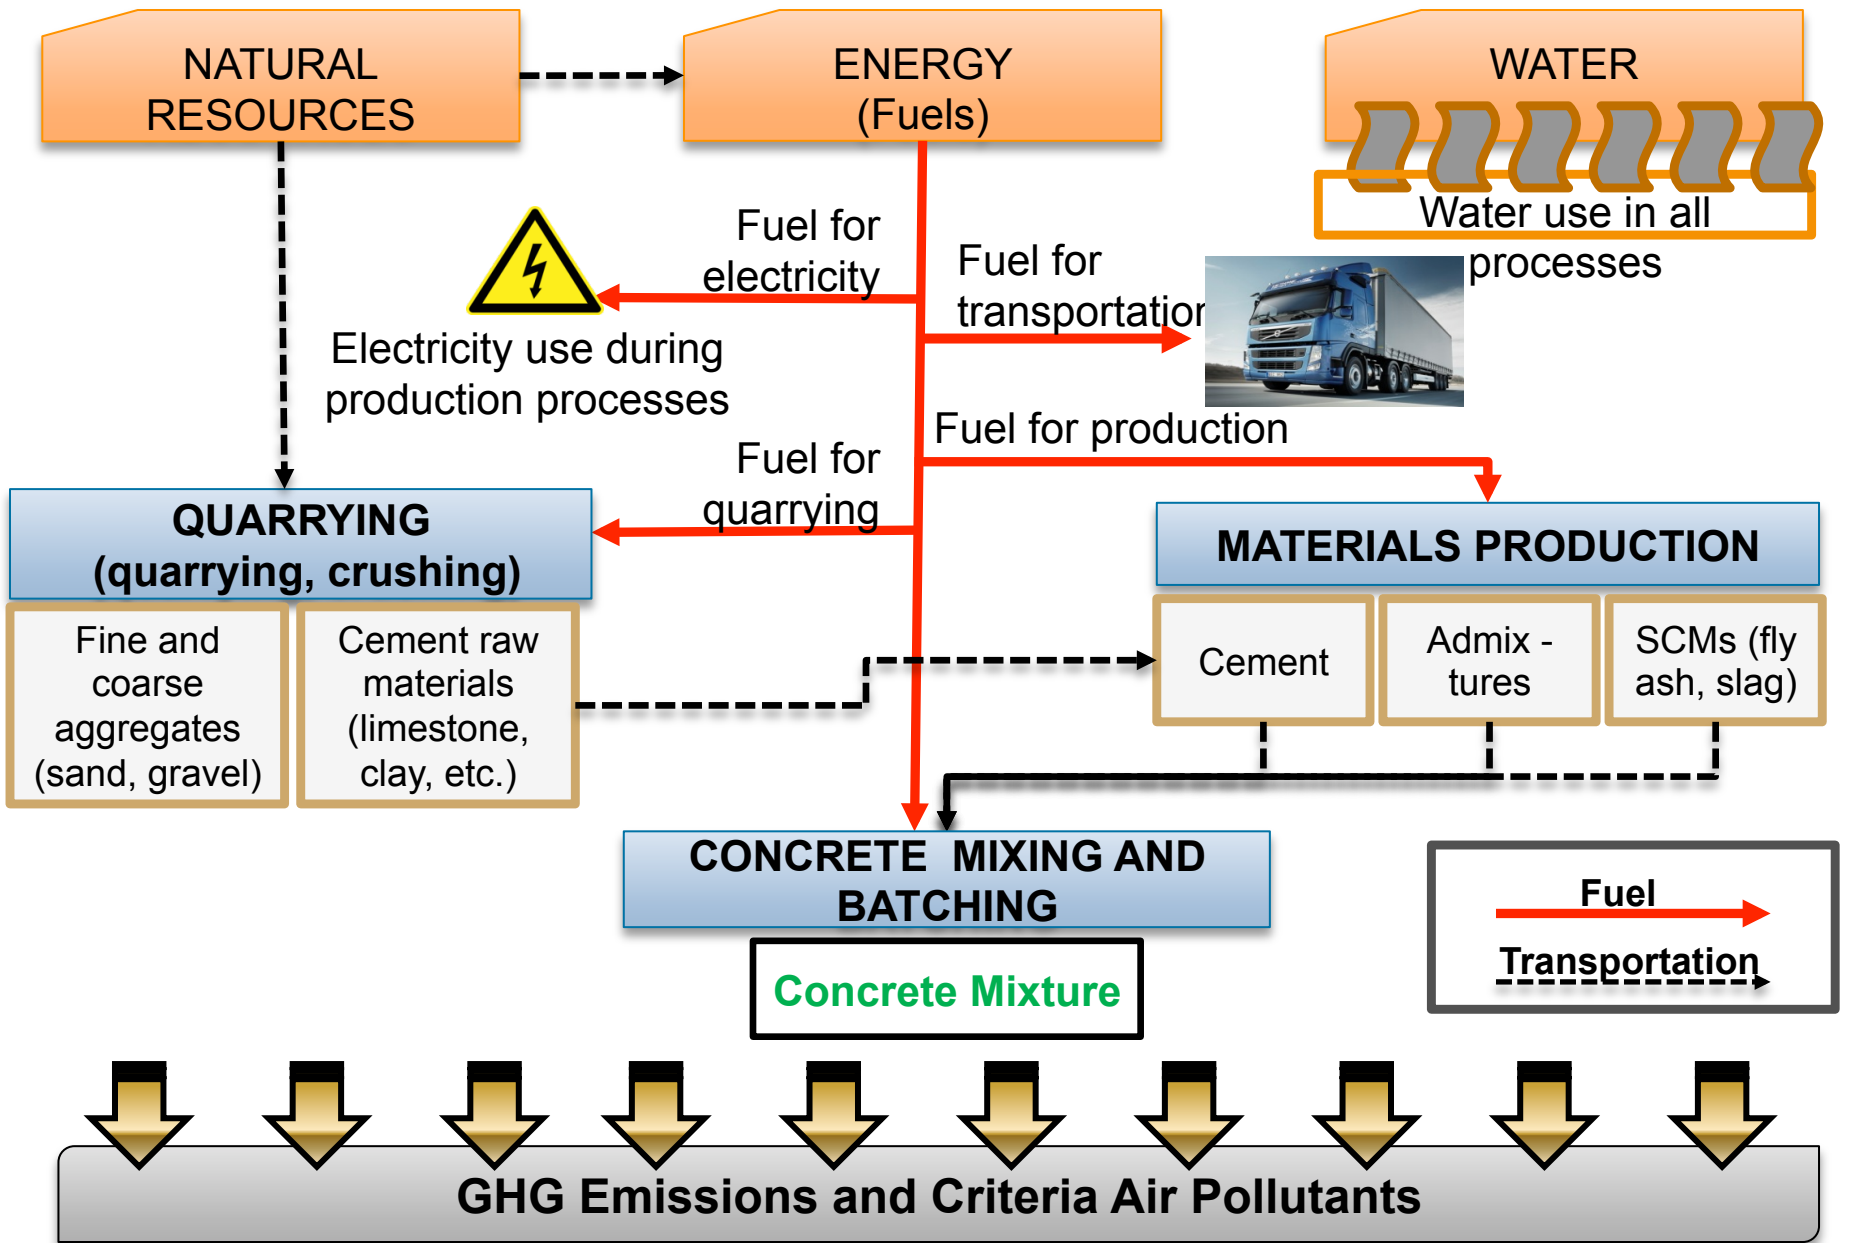 NATURAL
RESOURCES
ENERGY
(Fuels)
WATER
Water use in all
processes
Fuel for
electricity
Fuel for
transportation
Electricity use during
production processes
Fuel for production
Fuel for
quarrying
QUARRYING
(quarrying, crushing)
MATERIALS PRODUCTION
Fine and
coarse
aggregates
(sand, gravel)
Cement raw
materials
(limestone,
clay, etc.)
Cement
Admix -
tures
SCMs (fly
ash, slag)
CONCRETE  MIXING AND
BATCHING
Concrete Mixture
Fuel
Transportation
GHG Emissions and Criteria Air Pollutants